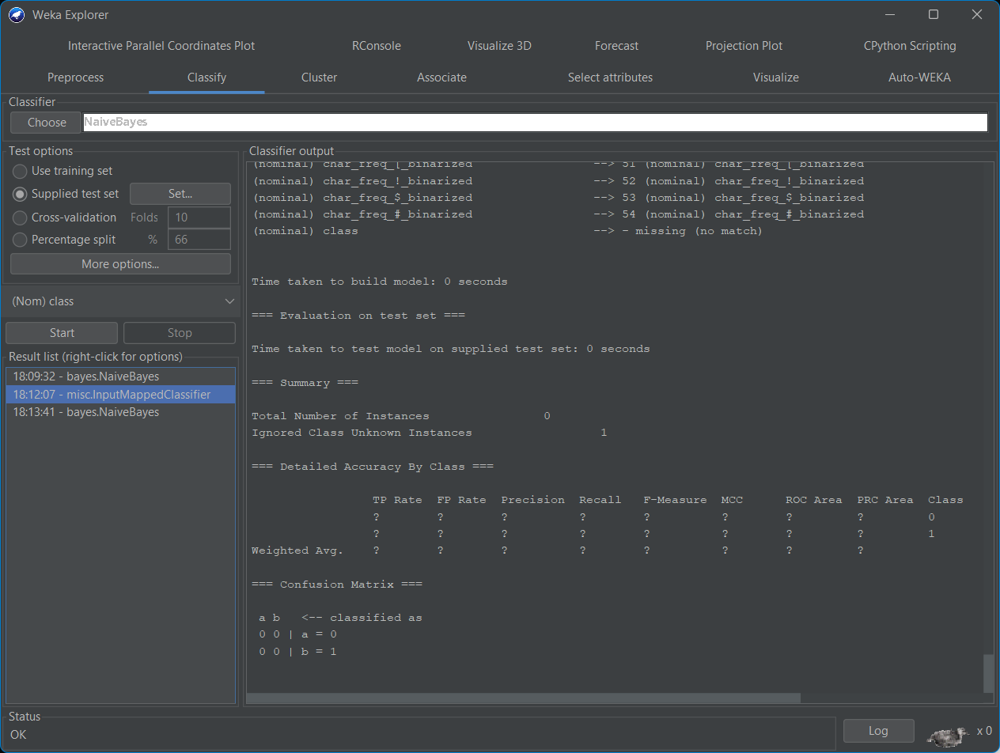 Weka Explorer
Interactive Parallel Coordinates Plot RConsole Visualize 3D Forecast Projection Plot CPython Scripting
Preprocess Classify Cluster Associate Select attributes Visualize Auto-WEKA
Classifier
Choose NaiveBayes
Test options
Use training set
Supplied test set Set...
Cross-validation Folds 10
Percentage split % 66
More options...
(Nom) class
Start Stop
Result list (right-click for options)
18:09:32 - bayes.NaiveBayes
18:12:07 - misc.InputMappedClassifier
18:13:41 - bayes.NaiveBayes
Classifier output
(nominal) char_freq_[_binarized --> 51 (nominal) char_freq_[_binarized
(nominal) char_freq_!_binarized --> 52 (nominal) char_freq_!_binarized
(nominal) char_freq_$_binarized --> 53 (nominal) char_freq_$_binarized
(nominal) char_freq_#_binarized --> 54 (nominal) char_freq_#_binarized
(nominal) class --> - missing (no match)
Time taken to build model: 0 seconds
=== Evaluation on test set ===
Time taken to test model on supplied test set: 0 seconds
=== Summary ===
Total Number of Instances 0
Ignored Class Unknown Instances 1
=== Detailed Accuracy By Class ===
TP Rate FP Rate Precision Recall F-Measure MCC ROC Area PRC Area Class
? ? ? ? ? ? ? ? 0
? ? ? ? ? ? ? ? 1
Weighted Avg. ? ? ? ? ? ? ? ?
=== Confusion Matrix ===
a b <-- classified as
0 0 | a = 0
0 0 | b = 1
Status
OK
Log x 0